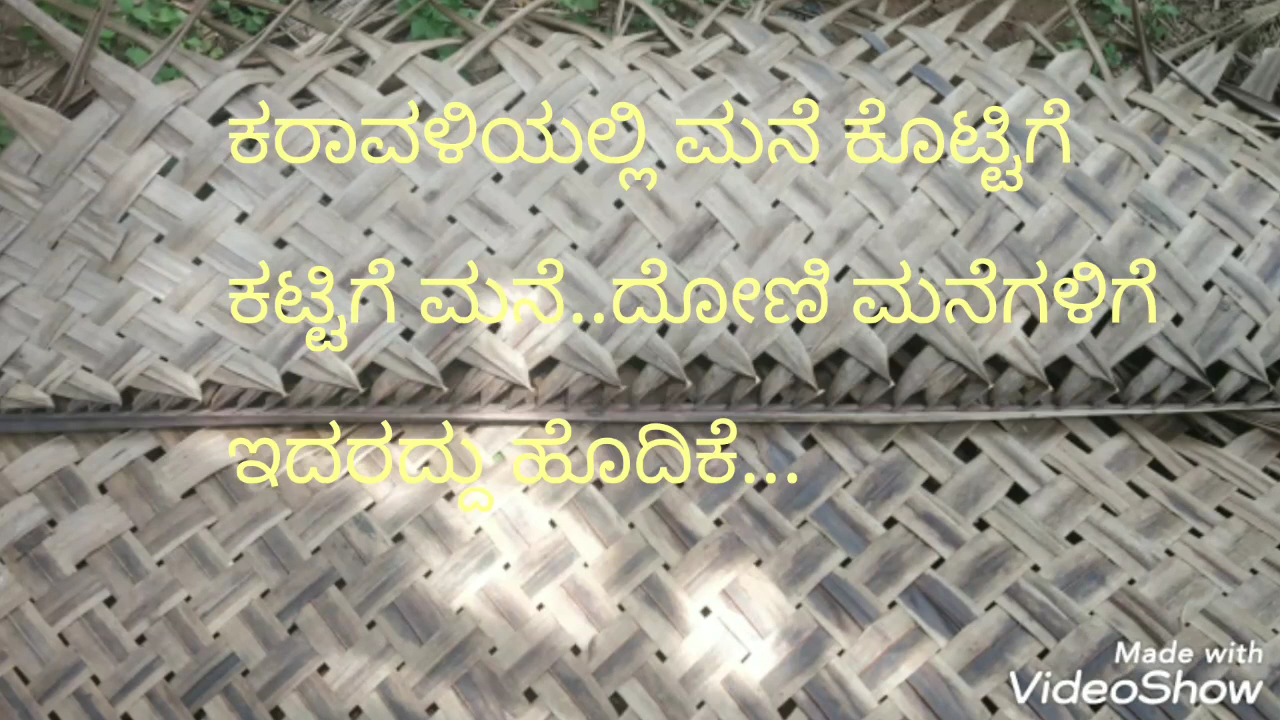 ಕರಾವಳಿಯಲ್ಲಿ ಮನೆ ಕೊಟ್ಟಿಗೆ
ಕಟ್ಟಿಗೆ ಮನೆ..ದೋಣಿ ಮನೆಗಳಿಗೆ
ಇದರದ್ದು ಹೊದಿಕೆ...
Made with
VideoShow